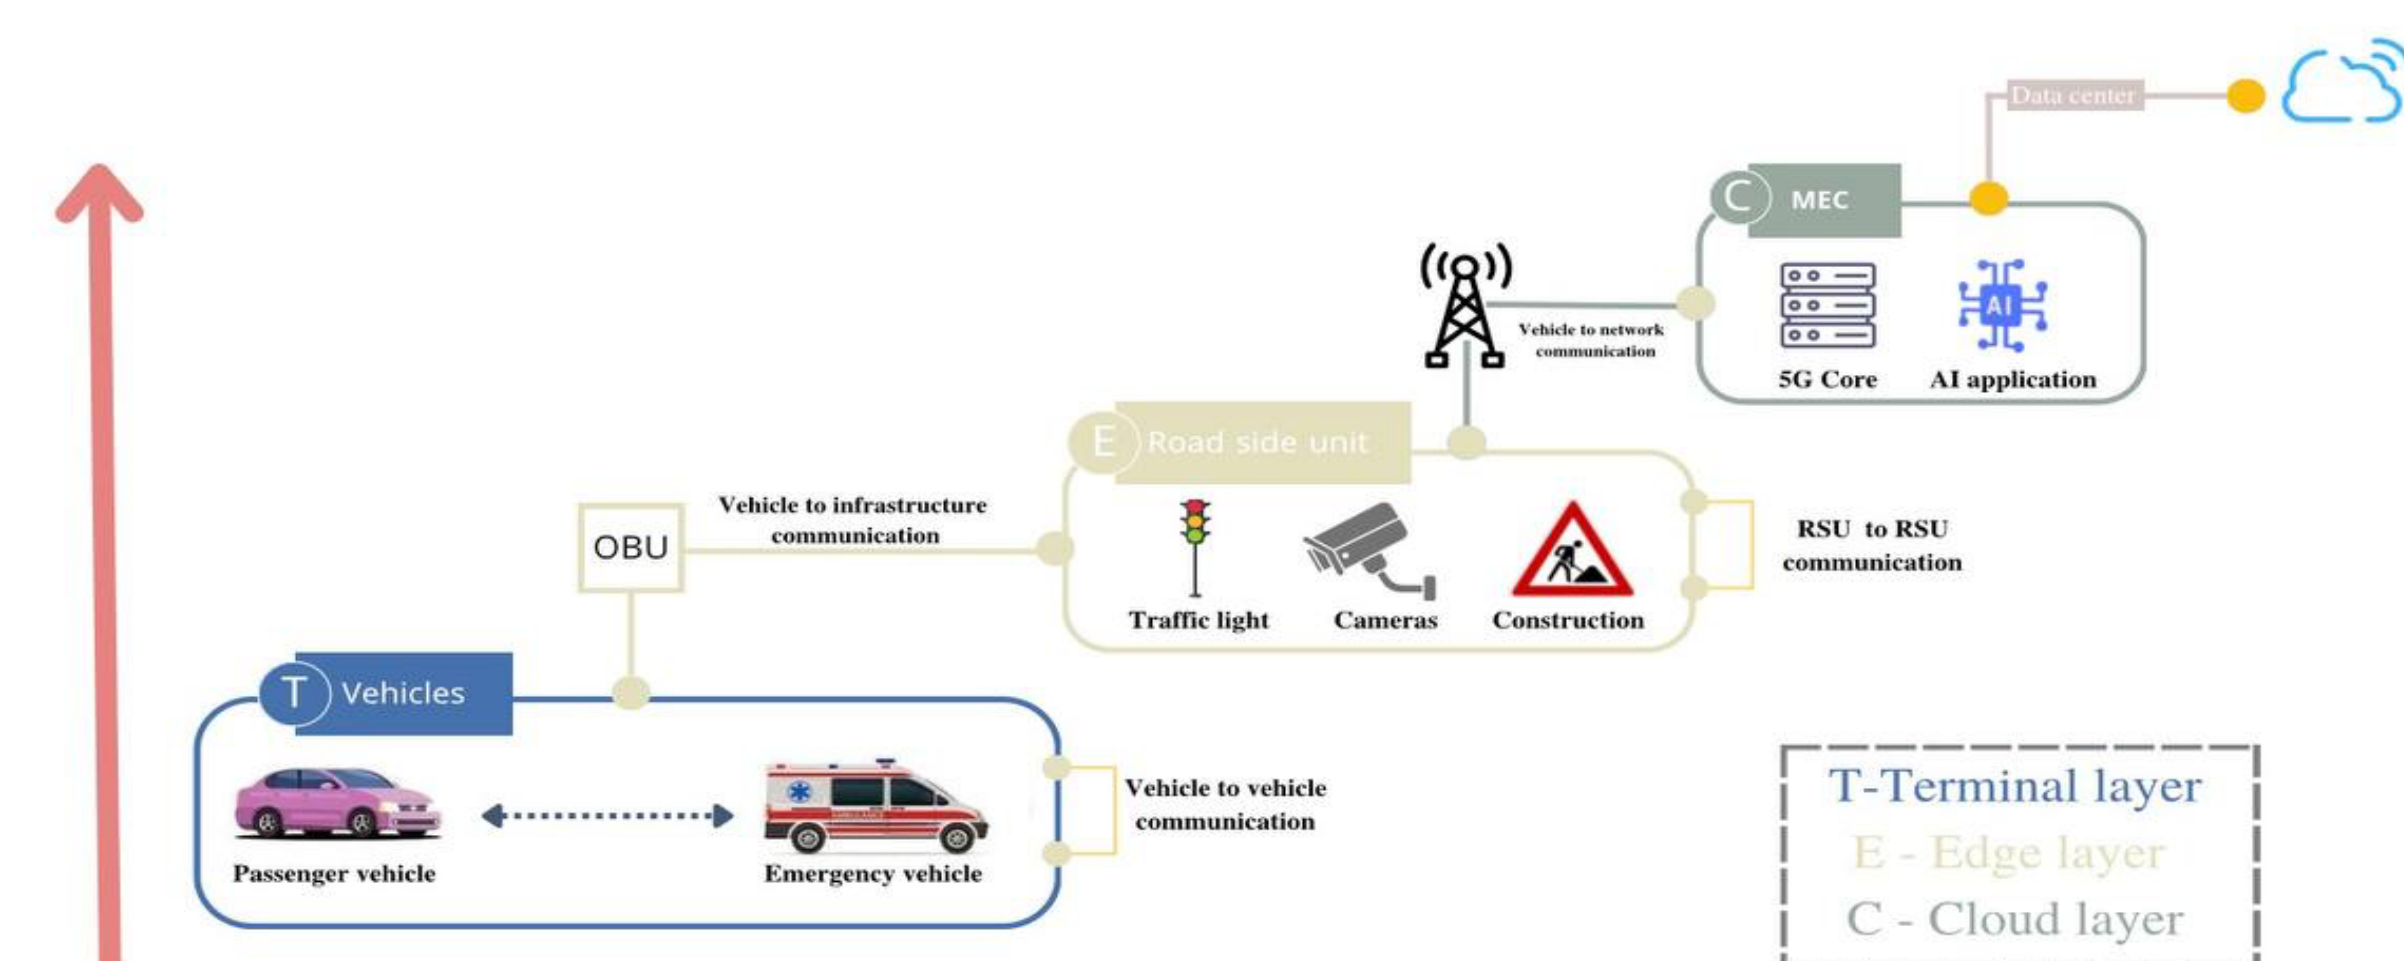 Data center
C MEC
Vehicle to network
communication
AI
5G Core
AI application
E Road side unit
Vehicle to infrastructure
communication
OBU
RSU to RSU
communication
Traffic light
Cameras
Construction
T Vehicles
Vehicle to vehicle
communication
AMBULANCE
Passenger vehicle
Emergency vehicle
T-Terminal layer
E - Edge layer
C - Cloud layer